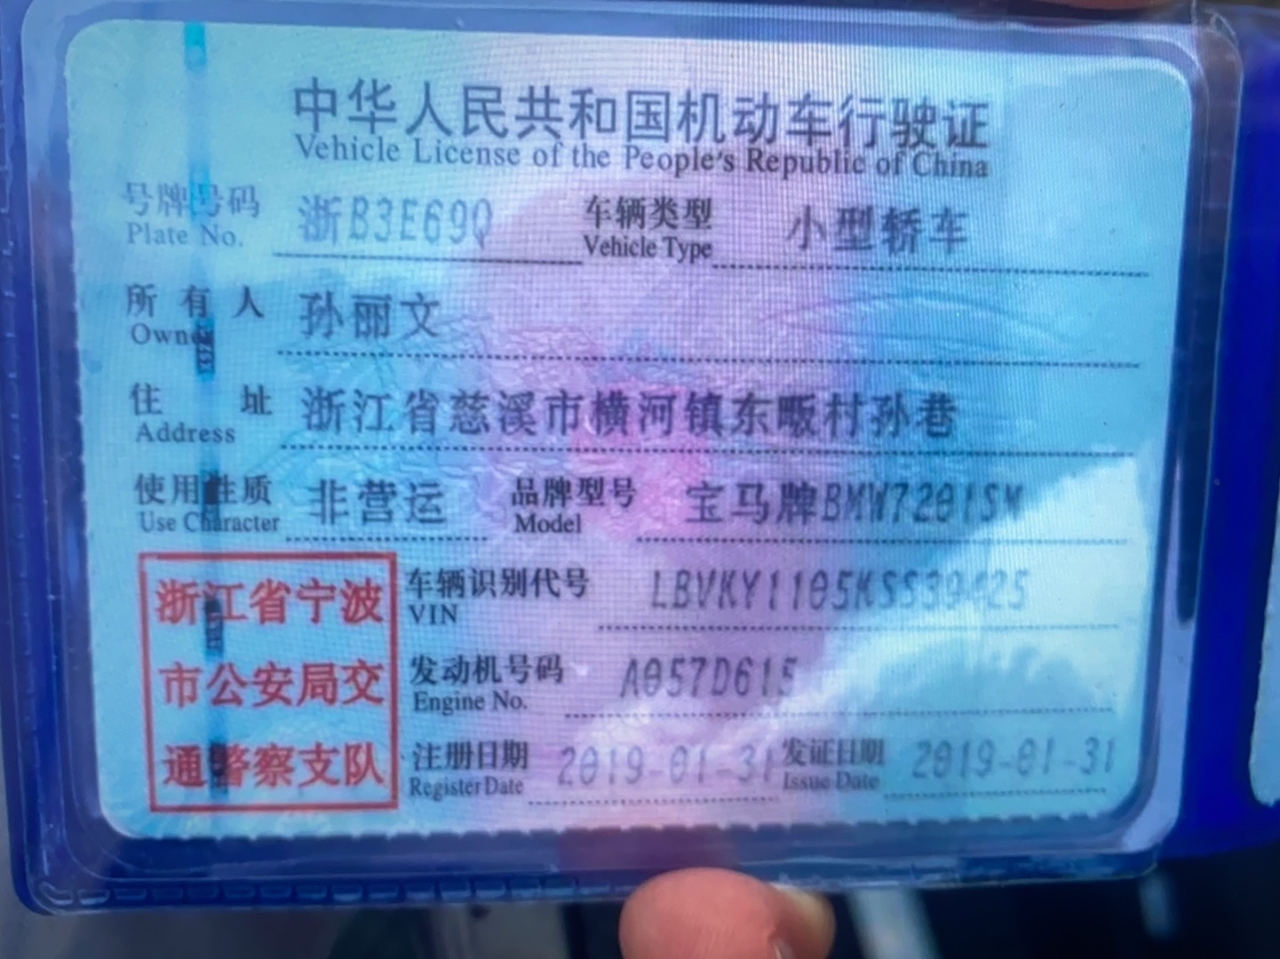 中华人民共和国机动车行驶证
Vehicle License of the People's Republic of China
号牌号码 浙B3E69Q 车辆类型 小型轿车
Plate No. Vehicle Type
所有人 孙丽文
Owner
住址 浙江省慈溪市横河镇东畈村孙巷
Address
使用性质 非营运 品牌型号 宝马牌BMW7201SM
Use Character Model
浙江省宁波
市公安局交
通警察支队
车辆识别代号 LBVKY1105KSS39425
VIN
发动机号码 A057D615
Engine No.
注册日期 2019-01-31 发证日期 2019-01-31
Register Date Issue Date